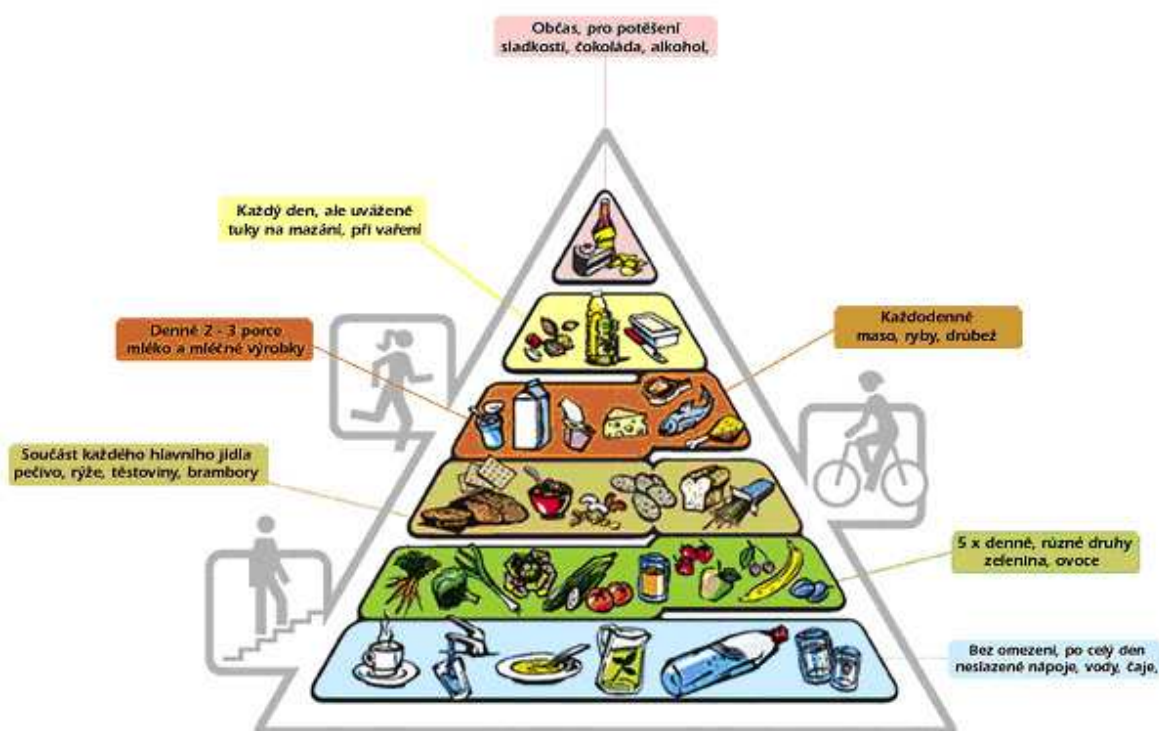 Občas, pro potěšení
sladkosti, čokoláda, alkohol,
Každý den, ale uváženě
tuky na mazání, při vaření
Denně 2 - 3 porce
mléko a mléčné výrobky
Každodenně
maso, ryby, drůbež
Součást každého hlavního jídla
pečivo, rýže, těstoviny, brambory
5 x denně, různé druhy
zelenina, ovoce
Bez omezení, po celý den
neslazené nápoje, vody, čaje,